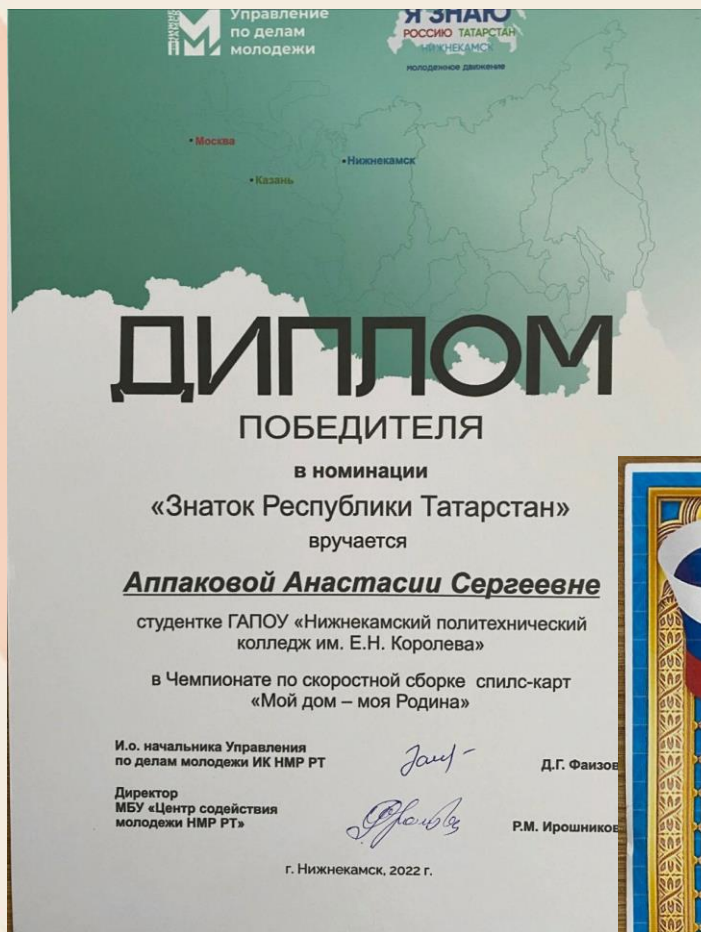 Управление
по делам
молодежи
Я ЗНАЮ
РОССИЮ ТАТАРСТАН
НИЖНЕКАМСК
молодежное движение
• Москва
• Нижнекамск
• Казань
ДИПЛОМ
ПОБЕДИТЕЛЯ
в номинации
«Знаток Республики Татарстан»
вручается
Аппаковой Анастасии Сергеевне
студентке ГАПОУ «Нижнекамский политехнический
колледж им. Е.Н. Королева»
в Чемпионате по скоростной сборке спилс-карт
«Мой дом – моя Родина»
И.о. начальника Управления
по делам молодежи ИК НМР РТ
Д.Г. Фаизов
Директор
МБУ «Центр содействия
молодежи НМР РТ»
Р.М. Ирошников
г. Нижнекамск, 2022 г.